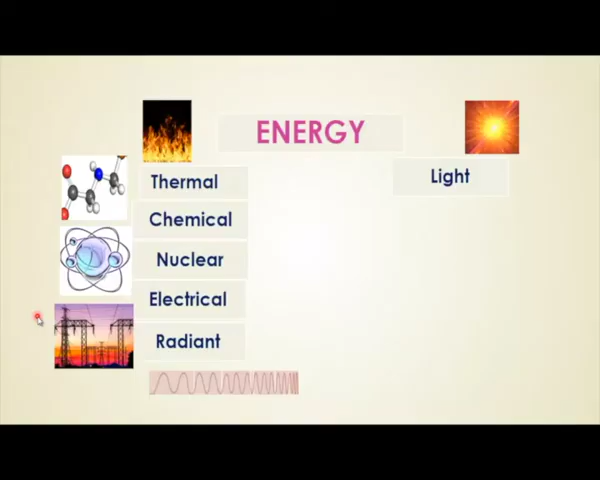 ENERGY
Thermal
Light
Chemical
Nuclear
Electrical
Radiant